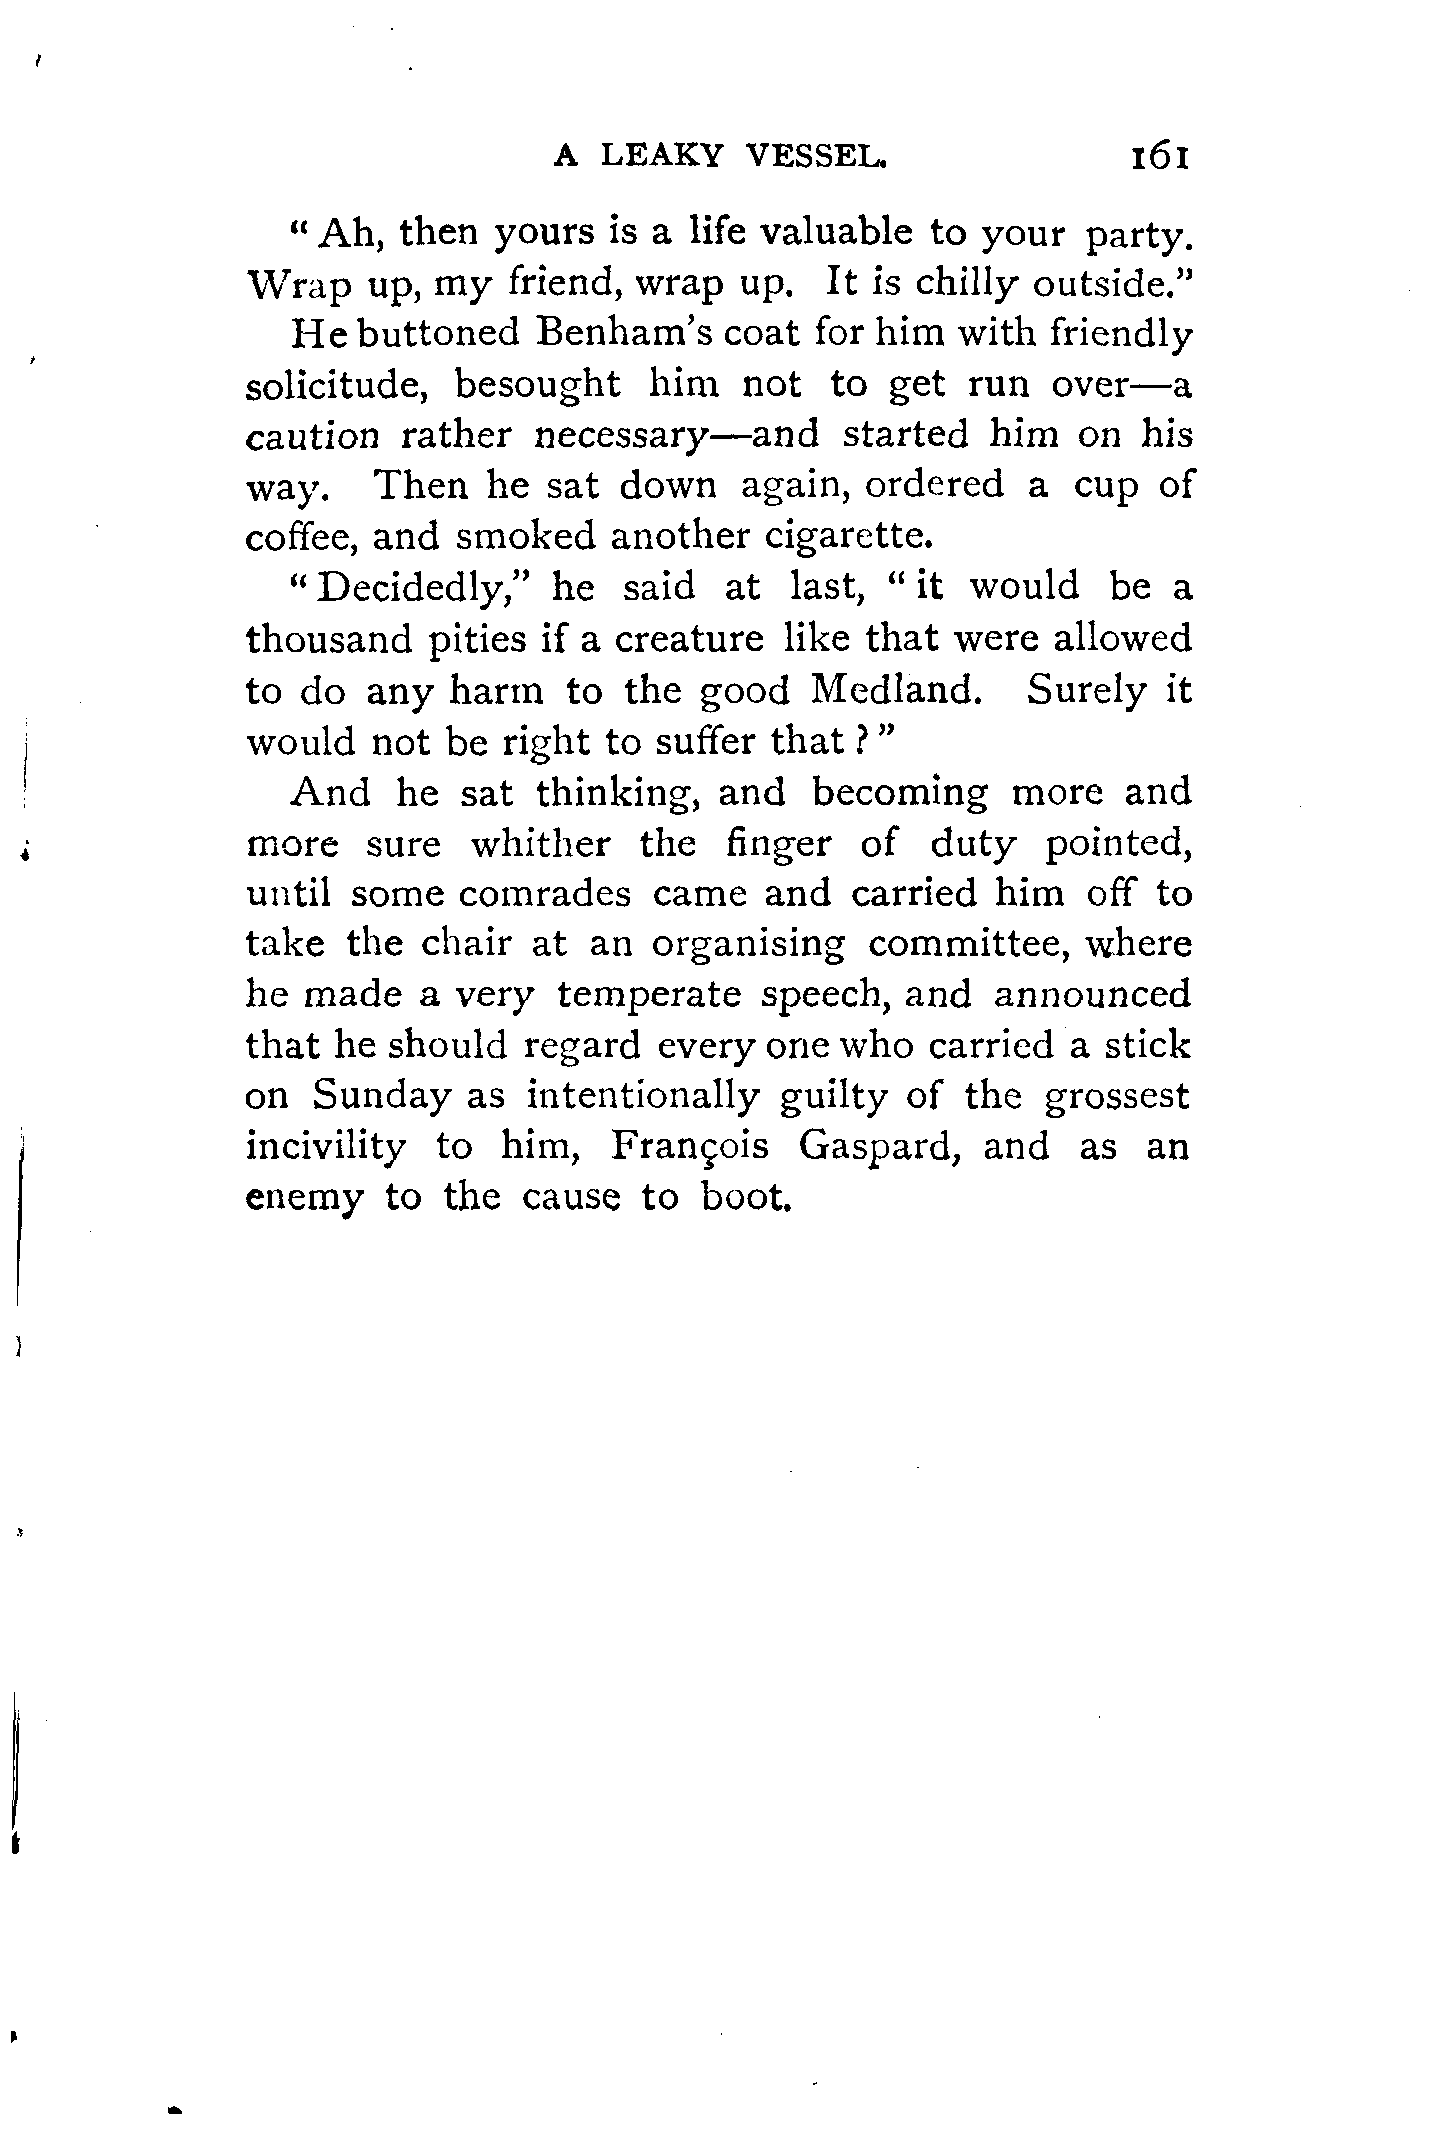 A LEAKY VESSEL. 161
“ Ah, then yours is a life valuable to your party.
Wrap up, my friend, wrap up. It is chilly outside.”
He buttoned Benham’s coat for him with friendly
solicitude, besought him not to get run over—a
caution rather necessary—and started him on his
way. Then he sat down again, ordered a cup of
coffee, and smoked another cigarette.
“ Decidedly,” he said at last, “ it would be a
thousand pities if a creature like that were allowed
to do any harm to the good Medland. Surely it
would not be right to suffer that ? ”
And he sat thinking, and becoming more and
more sure whither the finger of duty pointed,
until some comrades came and carried him off to
take the chair at an organising committee, where
he made a very temperate speech, and announced
that he should regard every one who carried a stick
on Sunday as intentionally guilty of the grossest
incivility to him, François Gaspard, and as an
enemy to the cause to boot.